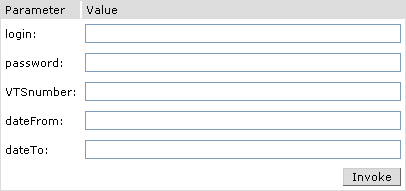 Parameter Value
login:
password:
VTSnumber:
dateFrom:
dateTo:
Invoke